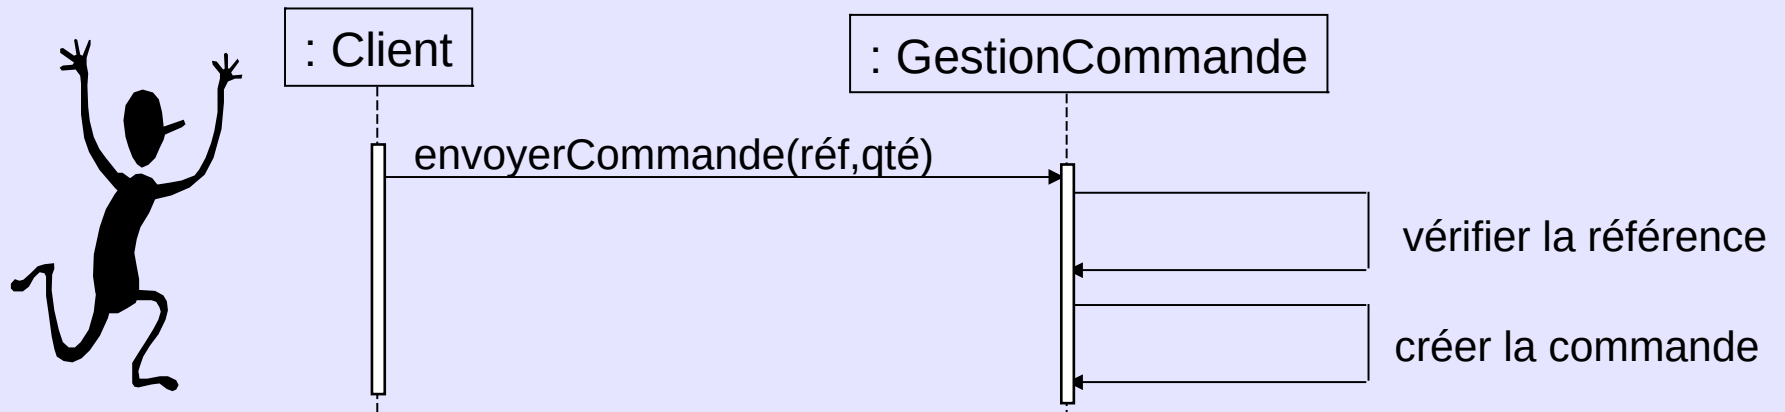 : Client
: GestionCommande
envoyerCommande(réf,qté)
vérifier la référence
créer la commande